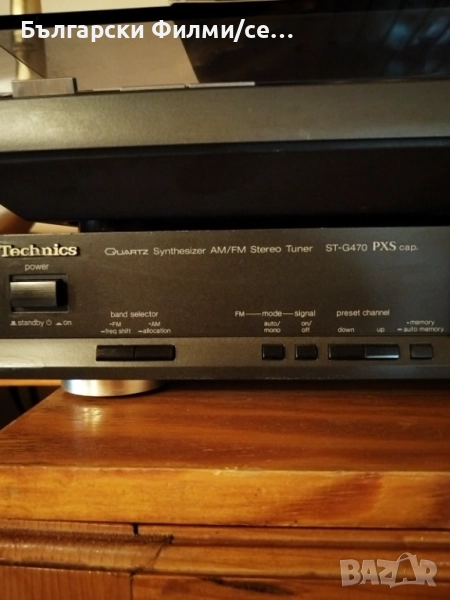 Български Филми/се...
Technics
QUARTZ Synthesizer AM/FM Stereo Tuner ST-G470 PXS cap.
power
standby on
band selector
FM AM
freq shift allocation
FM mode signal
auto/mono on/off
preset channel
down up
memory
auto memory
BAZAR